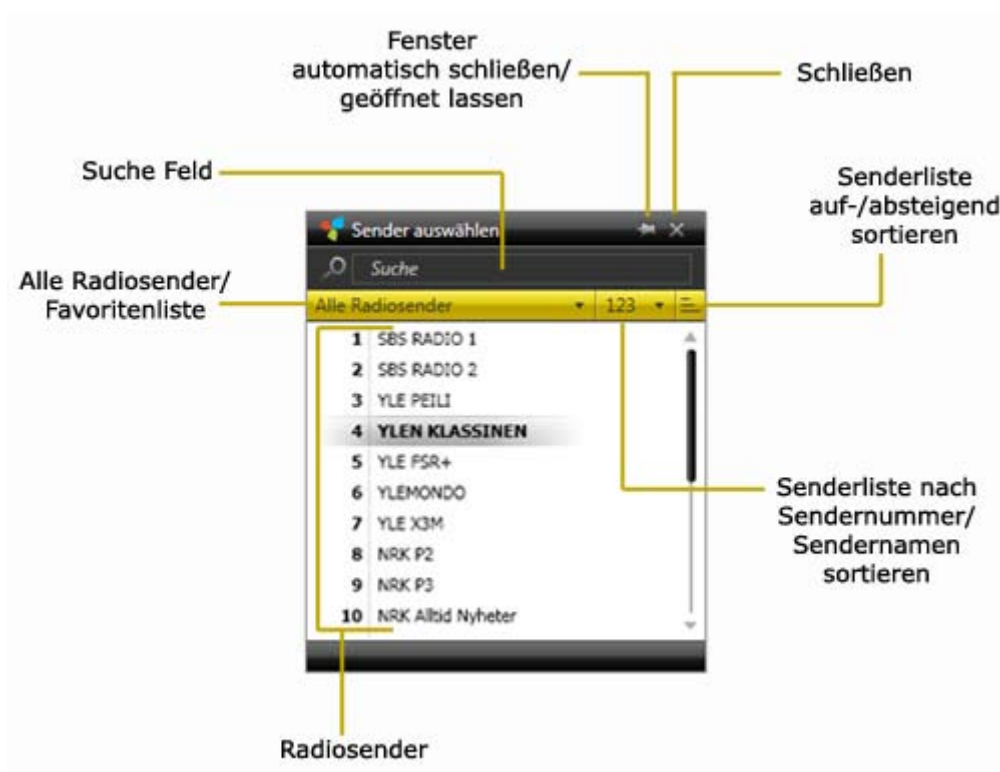 Fenster
automatisch schließen/
geöffnet lassen
Schließen
Suche Feld
Senderliste
auf-/absteigend
sortieren
Sender auswählen
Suche
Alle Radiosender/
Favoritenliste
Alle Radiosender
123
1 SBS RADIO 1
2 SBS RADIO 2
3 YLE PEILI
4 YLEN KLASSINEN
5 YLE FSR+
6 YLEMONDO
7 YLE X3M
8 NRK P2
9 NRK P3
10 NRK Alltid Nyheter
Senderliste nach
Sendernummer/
Sendernamen
sortieren
Radiosender